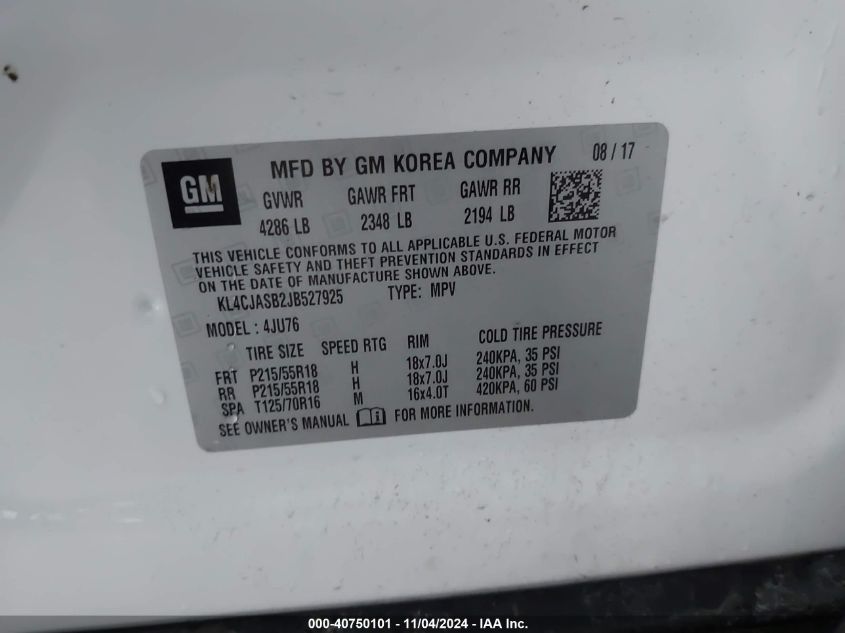 GM
MFD BY GM KOREA COMPANY 08 / 17
GVWR GAWR FRT GAWR RR
4286 LB 2348 LB 2194 LB
THIS VEHICLE CONFORMS TO ALL APPLICABLE U.S. FEDERAL MOTOR
VEHICLE SAFETY AND THEFT PREVENTION STANDARDS IN EFFECT
ON THE DATE OF MANUFACTURE SHOWN ABOVE.
KL4CJASB2JB527925 TYPE: MPV
MODEL : 4JU76
TIRE SIZE SPEED RTG RIM COLD TIRE PRESSURE
FRT P215/55R18 H 18x7.0J 240KPA, 35 PSI
RR P215/55R18 H 18x7.0J 240KPA, 35 PSI
SPA T125/70R16 M 16x4.0T 420KPA, 60 PSI
SEE OWNER'S MANUAL FOR MORE INFORMATION.
000-40750101 - 11/04/2024 - IAA Inc.